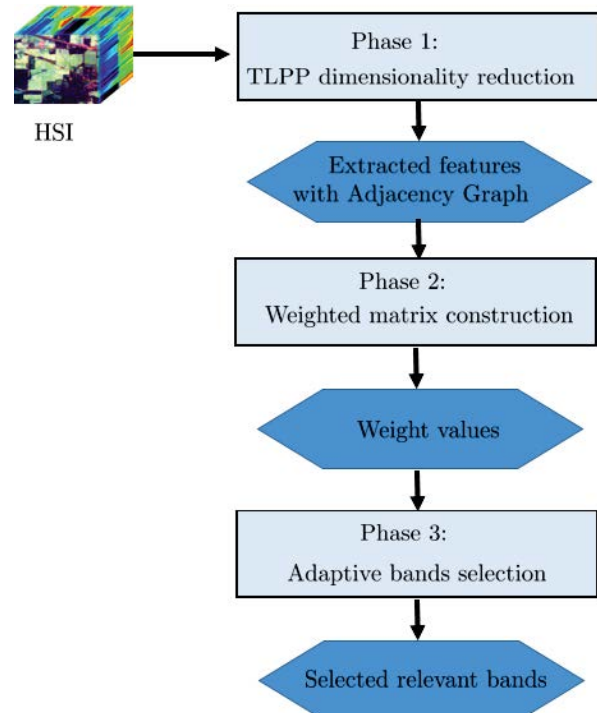 HSI
Phase 1:
TLPP dimensionality reduction
Extracted features
with Adjacency Graph
Phase 2:
Weighted matrix construction
Weight values
Phase 3:
Adaptive bands selection
Selected relevant bands